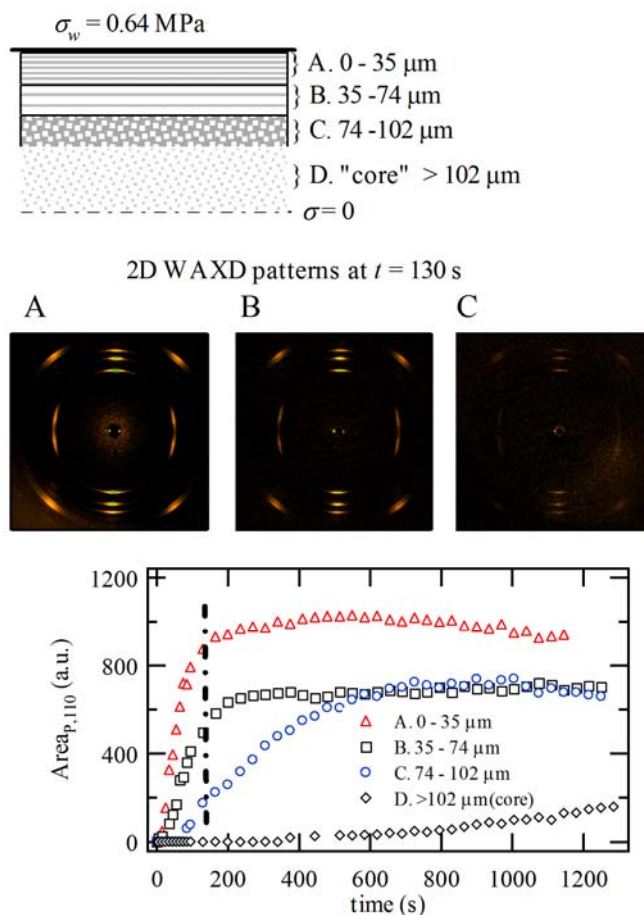 σw = 0.64 MPa
A. 0 - 35 μm
B. 35 -74 μm
C. 74 -102 μm
D. "core" > 102 μm
σ = 0
2D WAXD patterns at t = 130 s
A B C
1200
800
400
0
AreaP,110 (a.u.)
A. 0 - 35 μm
B. 35 - 74 μm
C. 74 - 102 μm
D. >102 μm(core)
0 200 400 600 800 1000 1200
time (s)